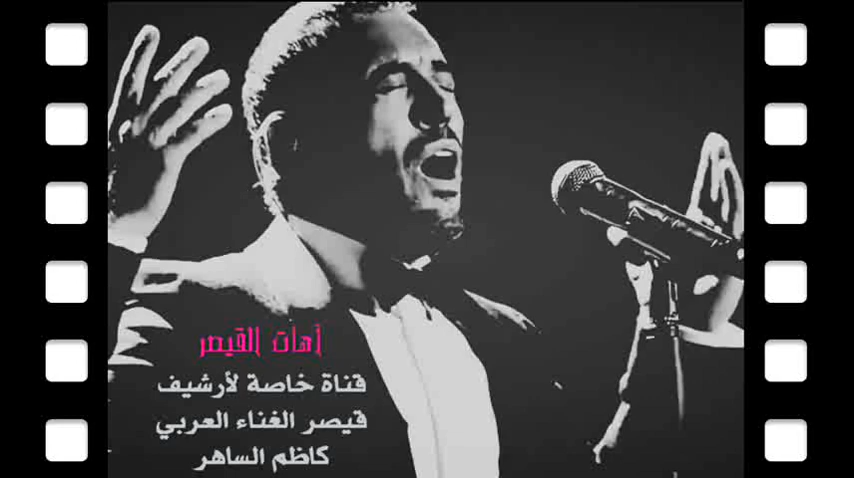 آهات القيصر
قناة خاصة لأرشيف
قيصر الغناء العربي
كاظم الساهر